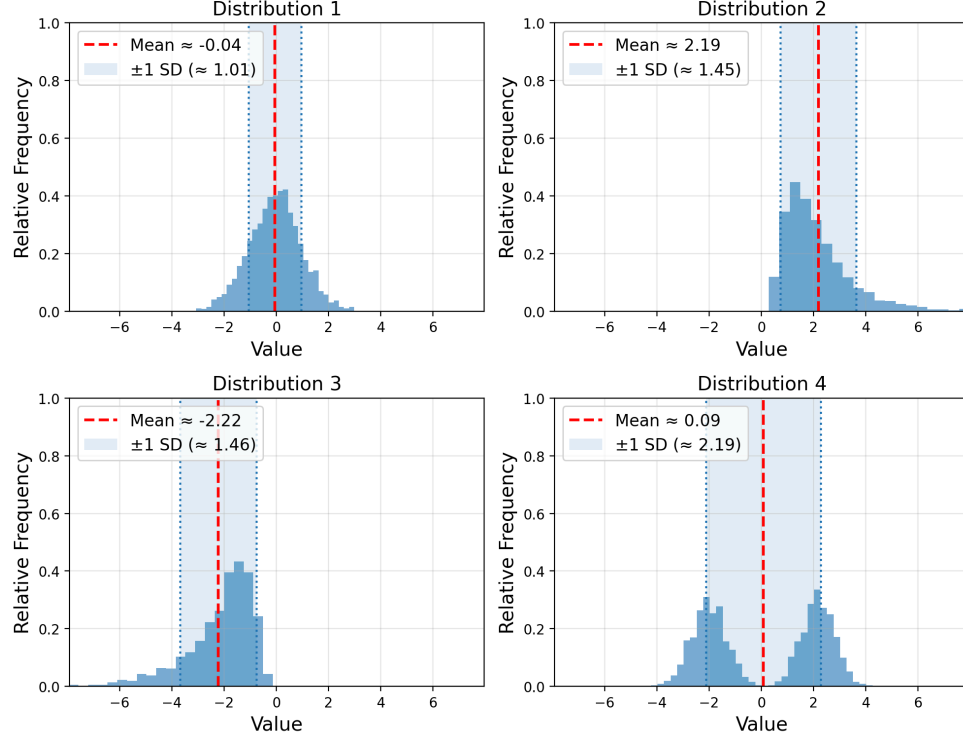 Distribution 1
Mean ≈ -0.04
±1 SD (≈ 1.01)
Relative Frequency
1.0
0.8
0.6
0.4
0.2
0.0
−6 −4 −2 0 2 4 6
Value
Distribution 2
Mean ≈ 2.19
±1 SD (≈ 1.45)
Relative Frequency
1.0
0.8
0.6
0.4
0.2
0.0
−6 −4 −2 0 2 4 6
Value
Distribution 3
Mean ≈ -2.22
±1 SD (≈ 1.46)
Relative Frequency
1.0
0.8
0.6
0.4
0.2
0.0
−6 −4 −2 0 2 4 6
Value
Distribution 4
Mean ≈ 0.09
±1 SD (≈ 2.19)
Relative Frequency
1.0
0.8
0.6
0.4
0.2
0.0
−6 −4 −2 0 2 4 6
Value